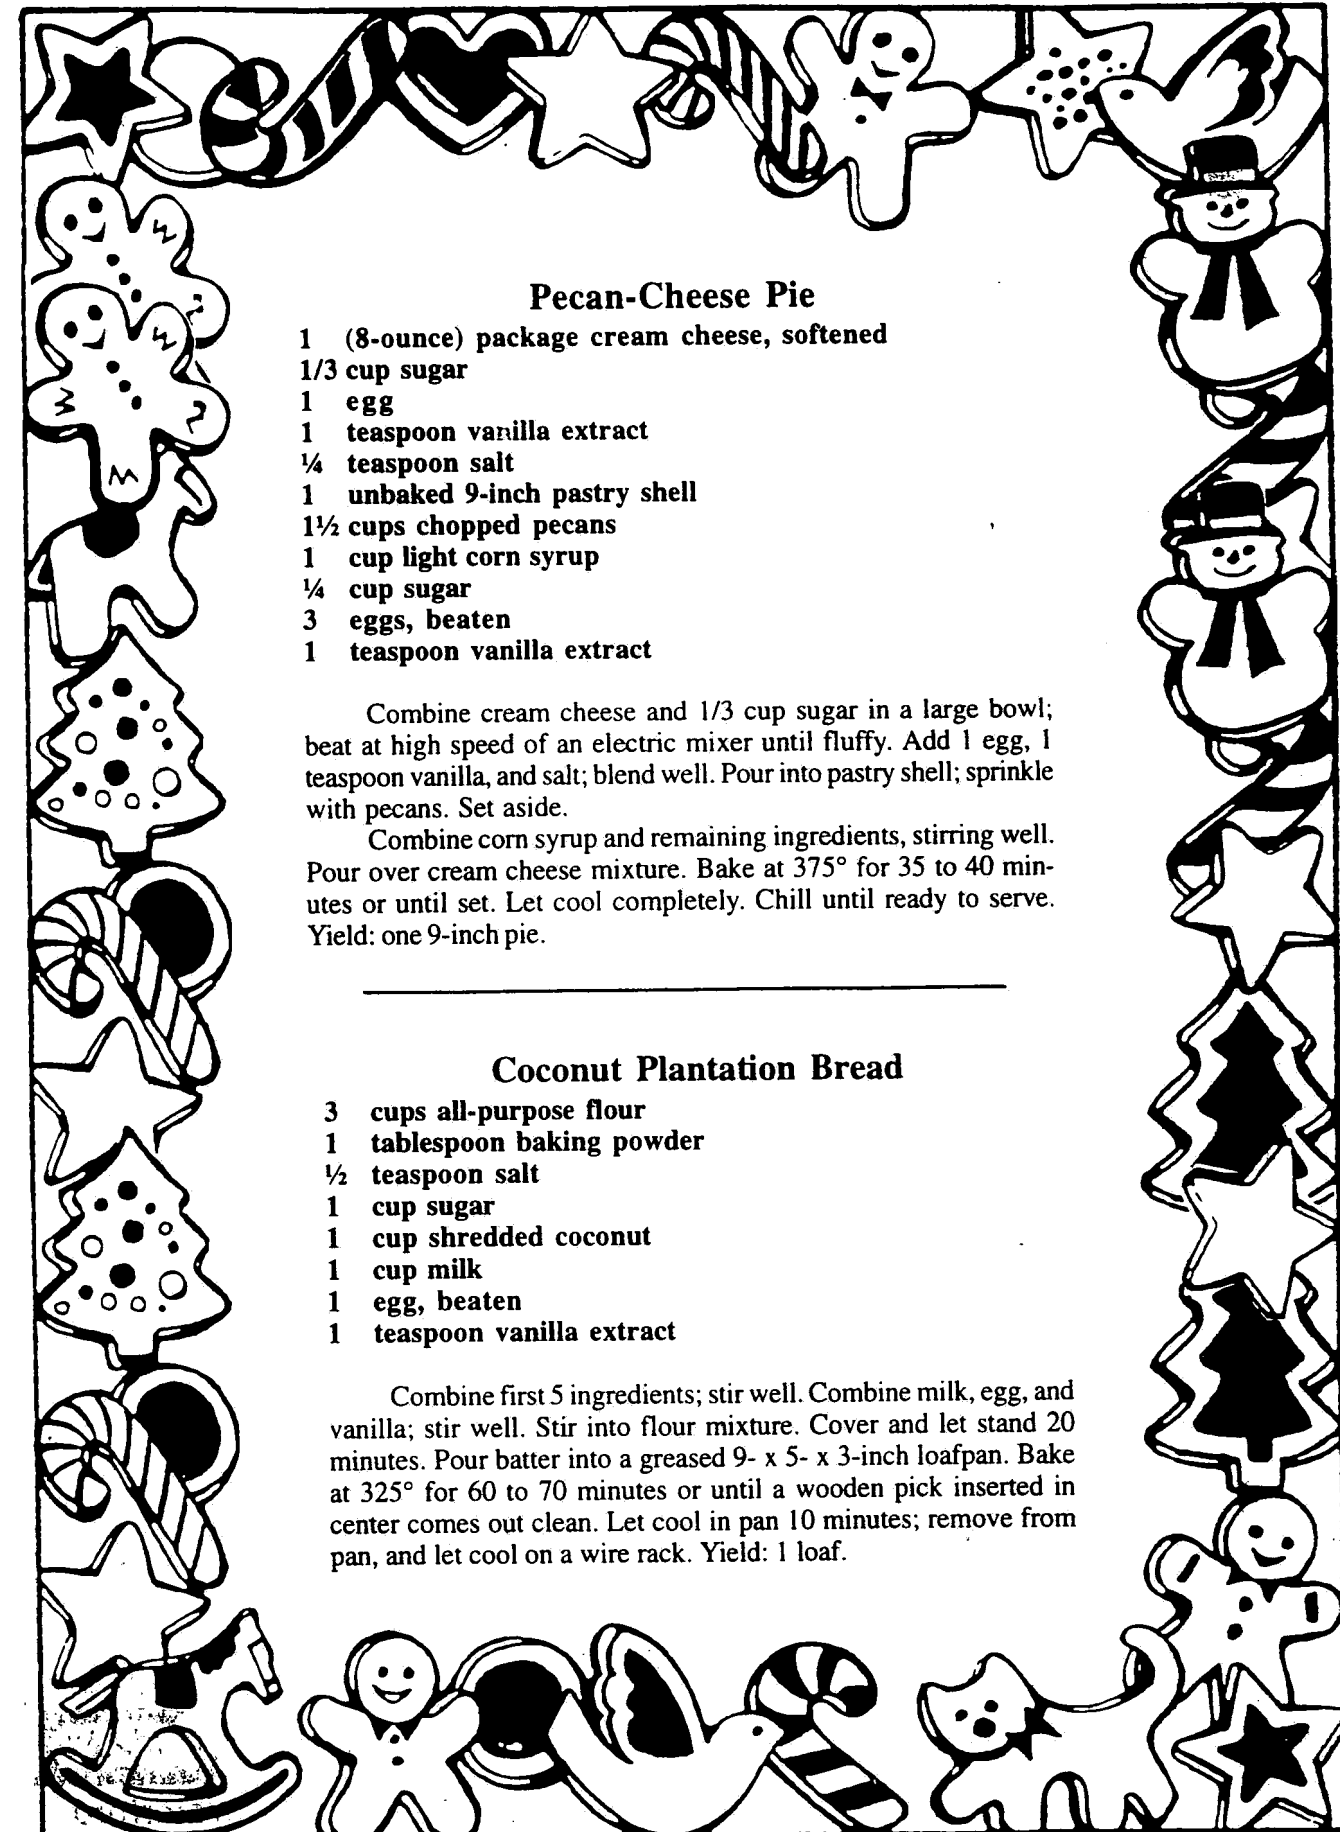 Pecan-Cheese Pie
1 (8-ounce) package cream cheese, softened
1/3 cup sugar
1 egg
1 teaspoon vanilla extract
¼ teaspoon salt
1 unbaked 9-inch pastry shell
1½ cups chopped pecans
1 cup light corn syrup
¼ cup sugar
3 eggs, beaten
1 teaspoon vanilla extract
Combine cream cheese and 1/3 cup sugar in a large bowl;
beat at high speed of an electric mixer until fluffy. Add 1 egg, 1
teaspoon vanilla, and salt; blend well. Pour into pastry shell; sprinkle
with pecans. Set aside.
Combine corn syrup and remaining ingredients, stirring well.
Pour over cream cheese mixture. Bake at 375° for 35 to 40 min-
utes or until set. Let cool completely. Chill until ready to serve.
Yield: one 9-inch pie.
Coconut Plantation Bread
3 cups all-purpose flour
1 tablespoon baking powder
½ teaspoon salt
1 cup sugar
1 cup shredded coconut
1 cup milk
1 egg, beaten
1 teaspoon vanilla extract
Combine first 5 ingredients; stir well. Combine milk, egg, and
vanilla; stir well. Stir into flour mixture. Cover and let stand 20
minutes. Pour batter into a greased 9- x 5- x 3-inch loafpan. Bake
at 325° for 60 to 70 minutes or until a wooden pick inserted in
center comes out clean. Let cool in pan 10 minutes; remove from
pan, and let cool on a wire rack. Yield: 1 loaf.